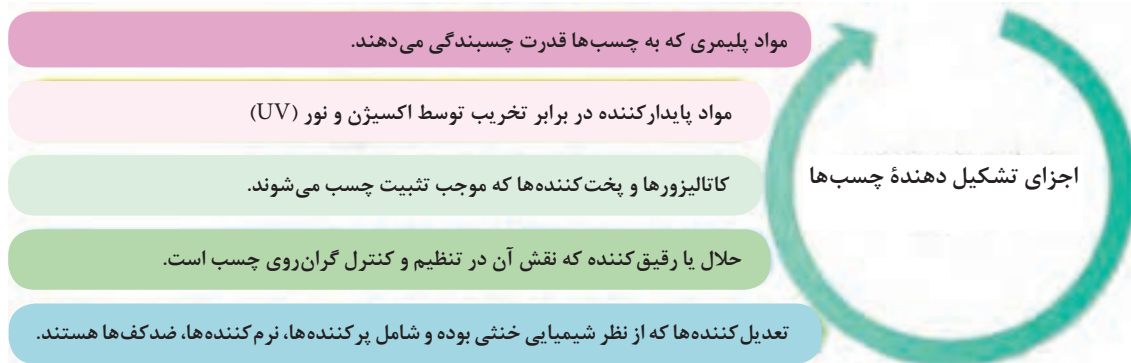 اجزای تشکیل دهندهٔ چسب‌ها
مواد پلیمری که به چسب‌ها قدرت چسبندگی می‌دهند.
مواد پایدارکننده در برابر تخریب توسط اکسیژن و نور (UV)
کاتالیزورها و پخت‌کننده‌ها که موجب تثبیت چسب می‌شوند.
حلال یا رقیق‌کننده که نقش آن در تنظیم و کنترل گران‌روی چسب است.
تعدیل‌کننده‌ها که از نظر شیمیایی خنثی بوده و شامل پرکننده‌ها، نرم‌کننده‌ها، ضدکف‌ها هستند.